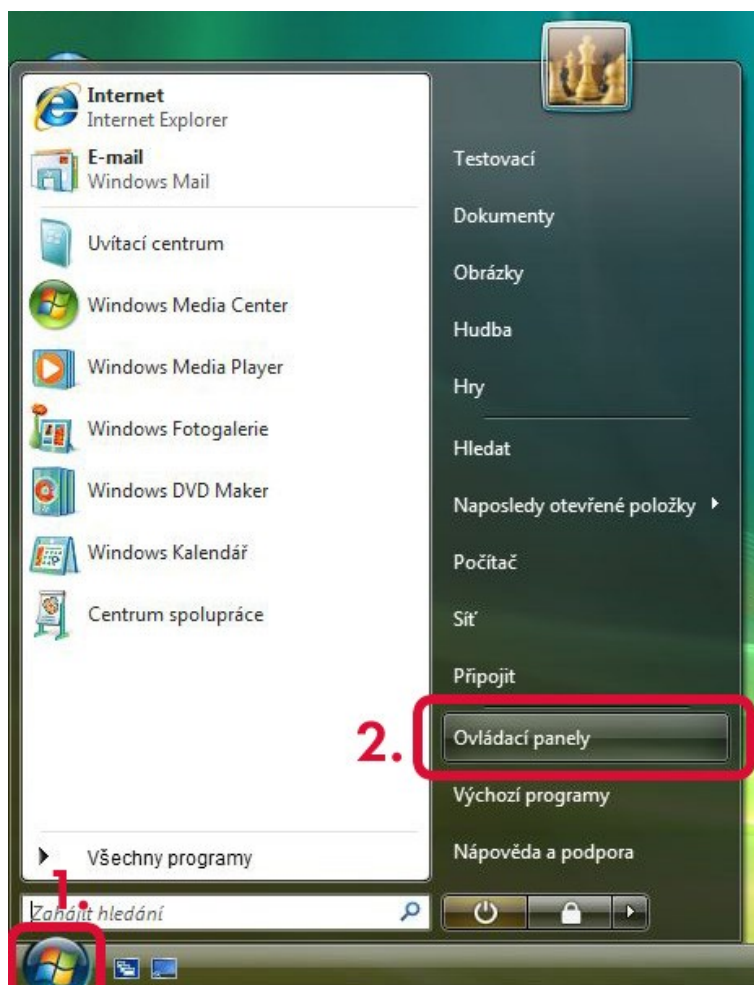 Internet
Internet Explorer
E-mail
Windows Mail
Uvítací centrum
Windows Media Center
Windows Media Player
Windows Fotogalerie
Windows DVD Maker
Windows Kalendář
Centrum spolupráce
Všechny programy
Zahájit hledání
1.
Testovací
Dokumenty
Obrázky
Hudba
Hry
Hledat
Naposledy otevřené položky
Počítač
Síť
Připojit
2.
Ovládací panely
Výchozí programy
Nápověda a podpora